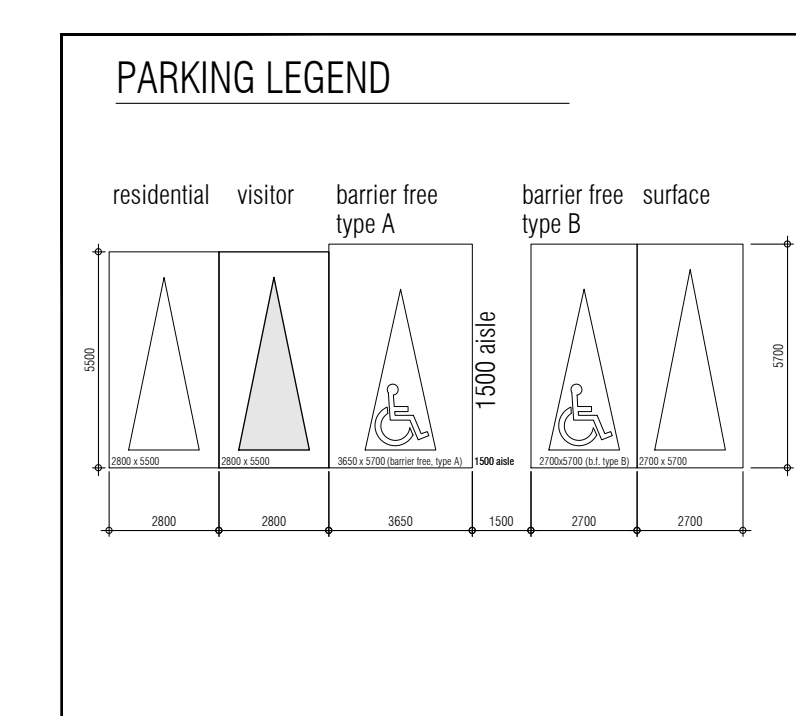 PARKING LEGEND
residential
visitor
barrier free
type A
barrier free
type B
surface
5500
1500 aisle
5700
2800 x 5500
2800 x 5500
3650 x 5700 (barrier free, type A)
1500 aisle
2700x5700 (b.f. type B)
2700 x 5700
2800
2800
3650
1500
2700
2700